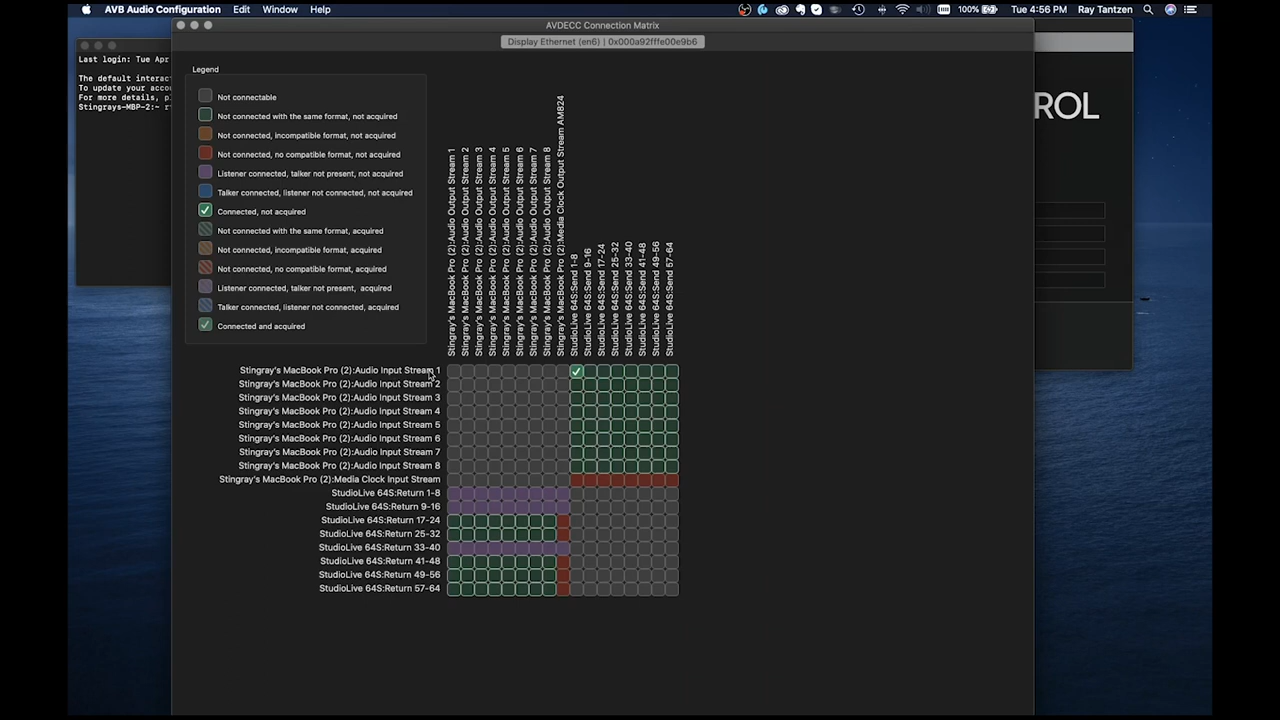 AVB Audio Configuration Edit Window Help 100% Tue 4:56 PM Ray Tantzen
AVDECC Connection Matrix
Display Ethernet (en6) | 0x000a92fffe00e9b6
Last login: Tue Apr
The default interac
To update your acco
For more details, pl
Stingrays-MBP-2:~ r
ROL
Legend
Not connectable
Not connected with the same format, not acquired
Not connected, incompatible format, not acquired
Not connected, no compatible format, not acquired
Listener connected, talker not present, not acquired
Talker connected, listener not connected, not acquired
Connected, not acquired
Not connected with the same format, acquired
Not connected, incompatible format, acquired
Not connected, no compatible format, acquired
Listener connected, talker not present, acquired
Talker connected, listener not connected, acquired
Connected and acquired
Stingray's MacBook Pro (2):Audio Output Stream 1
Stingray's MacBook Pro (2):Audio Output Stream 2
Stingray's MacBook Pro (2):Audio Output Stream 3
Stingray's MacBook Pro (2):Audio Output Stream 4
Stingray's MacBook Pro (2):Audio Output Stream 5
Stingray's MacBook Pro (2):Audio Output Stream 6
Stingray's MacBook Pro (2):Audio Output Stream 7
Stingray's MacBook Pro (2):Audio Output Stream 8
Stingray's MacBook Pro (2):Media Clock Output Stream AM824
StudioLive 64S:Send 1-8
StudioLive 64S:Send 9-16
StudioLive 64S:Send 17-24
StudioLive 64S:Send 25-32
StudioLive 64S:Send 33-40
StudioLive 64S:Send 41-48
StudioLive 64S:Send 49-56
StudioLive 64S:Send 57-64
Stingray's MacBook Pro (2):Audio Input Stream 1
Stingray's MacBook Pro (2):Audio Input Stream 2
Stingray's MacBook Pro (2):Audio Input Stream 3
Stingray's MacBook Pro (2):Audio Input Stream 4
Stingray's MacBook Pro (2):Audio Input Stream 5
Stingray's MacBook Pro (2):Audio Input Stream 6
Stingray's MacBook Pro (2):Audio Input Stream 7
Stingray's MacBook Pro (2):Audio Input Stream 8
Stingray's MacBook Pro (2):Media Clock Input Stream
StudioLive 64S:Return 1-8
StudioLive 64S:Return 9-16
StudioLive 64S:Return 17-24
StudioLive 64S:Return 25-32
StudioLive 64S:Return 33-40
StudioLive 64S:Return 41-48
StudioLive 64S:Return 49-56
StudioLive 64S:Return 57-64